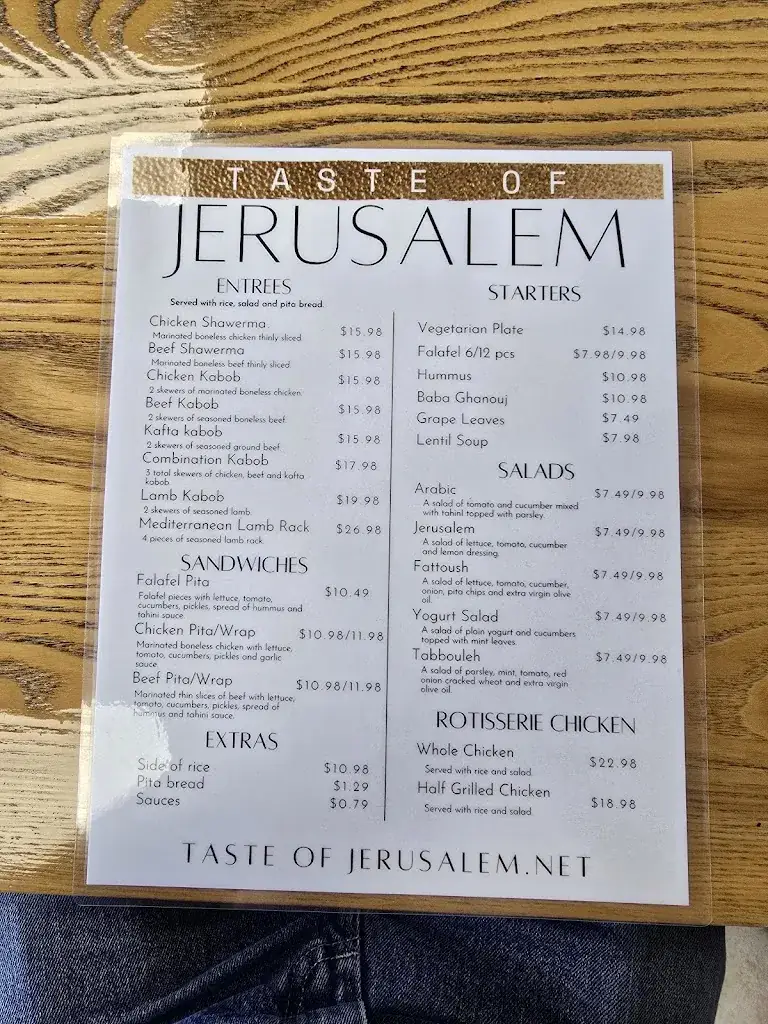 TASTE OF
JERUSALEM
ENTREES
Served with rice, salad and pita bread.
Chicken Shawerma $15.98
Marinated boneless chicken thinly sliced.
Beef Shawerma $15.98
Marinated boneless beef thinly sliced.
Chicken Kabob $15.98
2 skewers of marinated boneless chicken.
Beef Kabob $15.98
2 skewers of seasoned boneless beef.
Kafta kabob $15.98
2 skewers of seasoned ground beef.
Combination Kabob $17.98
3 total skewers of chicken, beef and kafta
kabob.
Lamb Kabob $19.98
2 skewers of seasoned lamb.
Mediterranean Lamb Rack $26.98
4 pieces of seasoned lamb rack.
SANDWICHES
Falafel Pita $10.49
Falafel pieces with lettuce, tomato,
cucumbers, pickles, spread of hummus and
tahini sauce.
Chicken Pita/Wrap $10.98/11.98
Marinated boneless chicken with lettuce,
tomato, cucumbers, pickles and garlic
sauce.
Beef Pita/Wrap $10.98/11.98
Marinated thin slices of beef with lettuce,
tomato, cucumbers, pickles, spread of
hummus and tahini sauce.
EXTRAS
Side of rice $10.98
Pita bread $1.29
Sauces $0.79
STARTERS
Vegetarian Plate $14.98
Falafel 6/12 pcs $7.98/9.98
Hummus $10.98
Baba Ghanouj $10.98
Grape Leaves $7.49
Lentil Soup $7.98
SALADS
Arabic $7.49/9.98
A salad of tomato and cucumber mixed
with tahini topped with parsley.
Jerusalem $7.49/9.98
A salad of lettuce, tomato, cucumber
and lemon dressing.
Fattoush $7.49/9.98
A salad of lettuce, tomato, cucumber,
onion, pita chips and extra virgin olive
oil.
Yogurt Salad $7.49/9.98
A salad of plain yogurt and cucumbers
topped with mint leaves.
Tabbouleh $7.49/9.98
A salad of parsley, mint, tomato, red
onion cracked wheat and extra virgin
olive oil.
ROTISSERIE CHICKEN
Whole Chicken $22.98
Served with rice and salad.
Half Grilled Chicken $18.98
Served with rice and salad.
TASTE OF JERUSALEM.NET